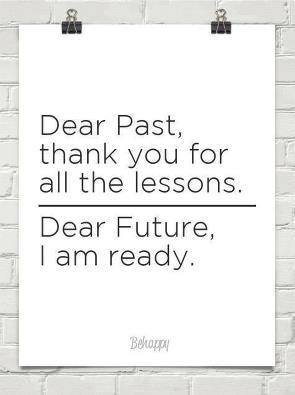 Dear Past,
thank you for
all the lessons.
Dear Future,
I am ready.
Behappy